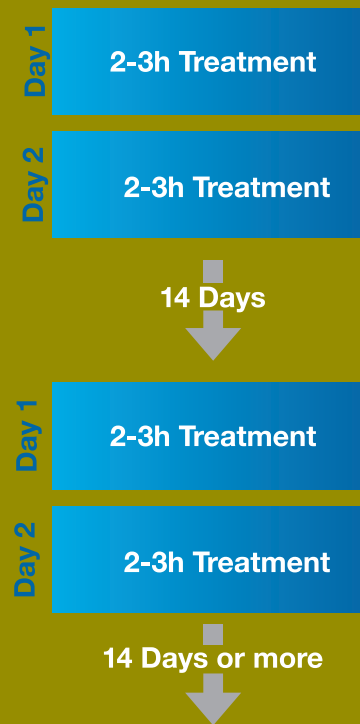 Day 1
2-3h Treatment
Day 2
2-3h Treatment
14 Days
Day 1
2-3h Treatment
Day 2
2-3h Treatment
14 Days or more